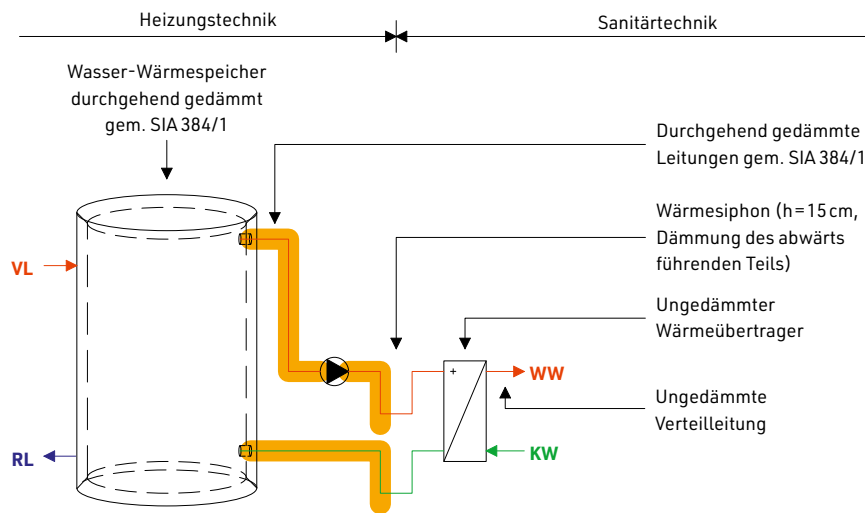 Heizungstechnik
Sanitärtechnik
Wasser-Wärmespeicher
durchgehend gedämmt
gem. SIA 384/1
Durchgehend gedämmte
Leitungen gem. SIA 384/1
Wärmesiphon (h=15 cm,
Dämmung des abwärts
führenden Teils)
VL
Ungedämmter
Wärmeübertrager
+
WW
Ungedämmte
Verteilleitung
RL
KW